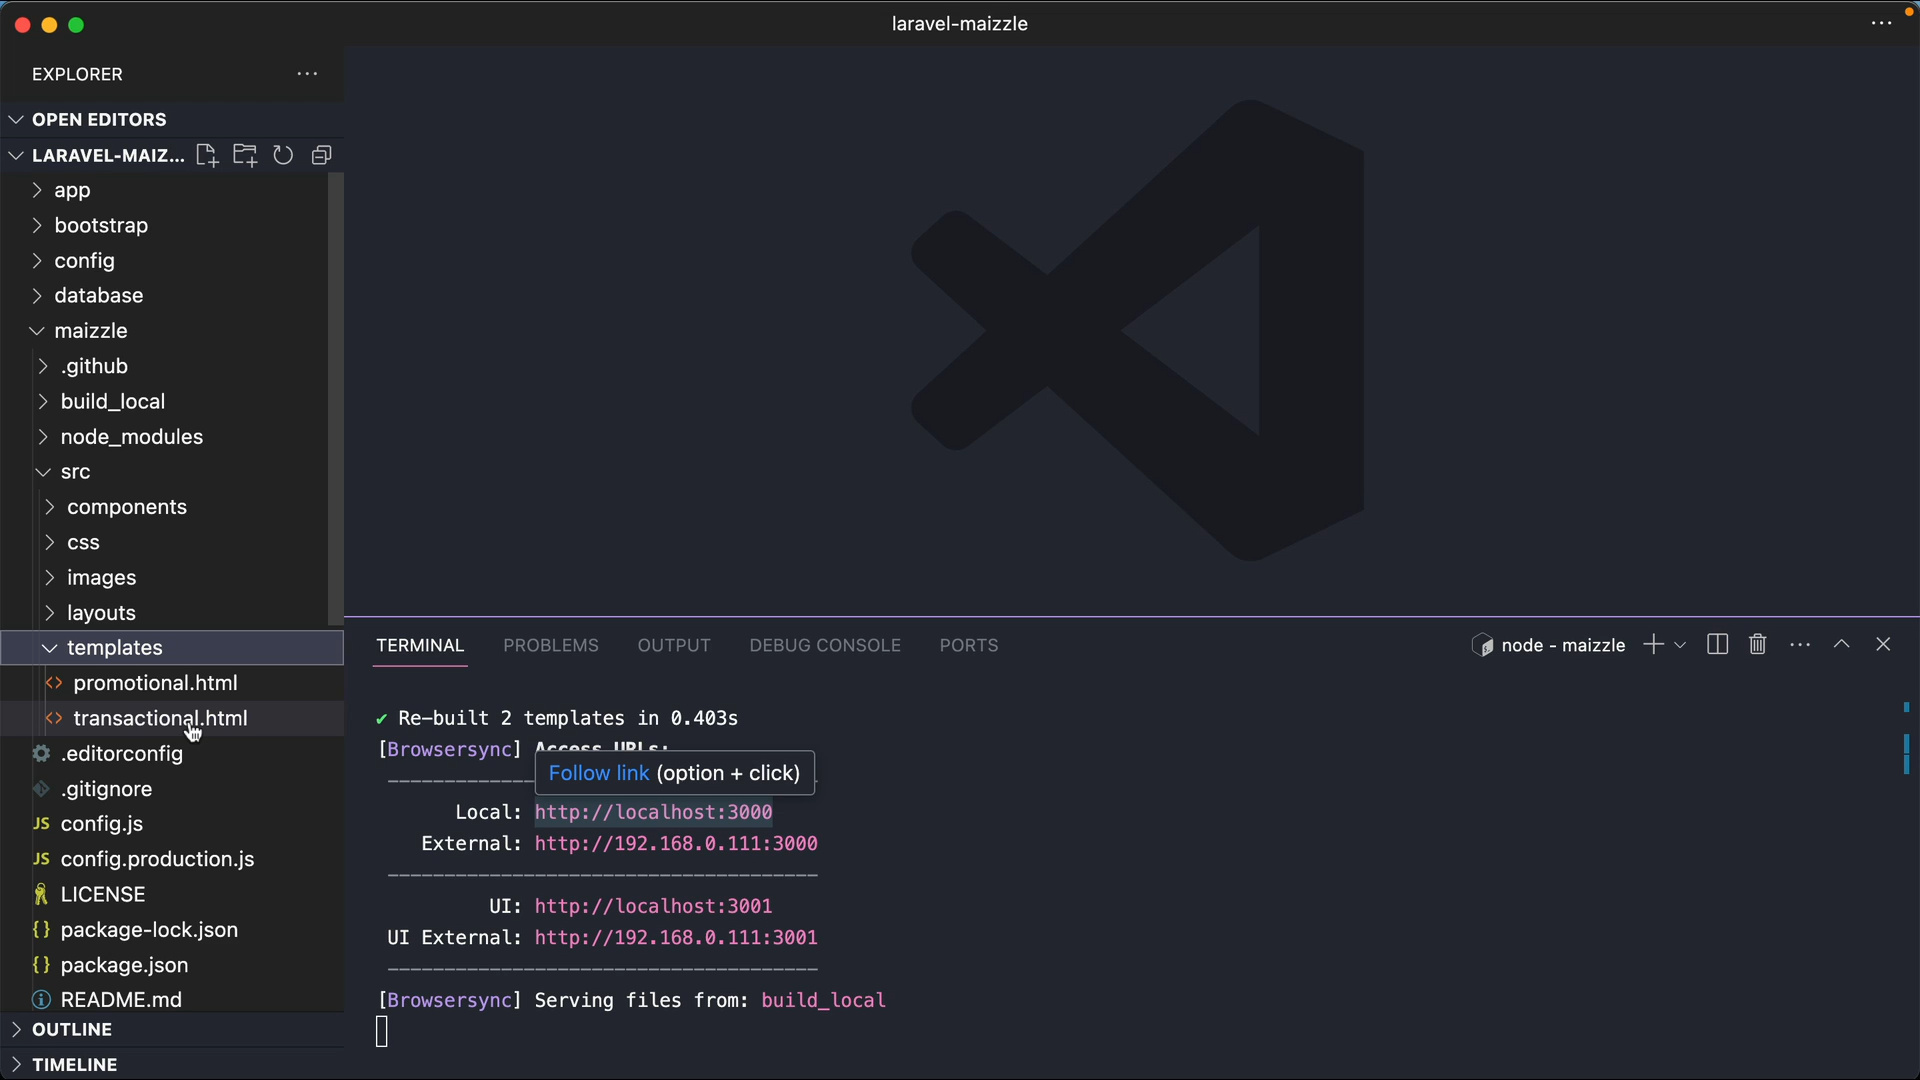 laravel-maizzle
EXPLORER
OPEN EDITORS
LARAVEL-MAIZ...
app
bootstrap
config
database
maizzle
.github
build_local
node_modules
src
components
css
images
layouts
templates
promotional.html
transactional.html
.editorconfig
.gitignore
JS config.js
JS config.production.js
LICENSE
{} package-lock.json
{} package.json
README.md
OUTLINE
TIMELINE
TERMINAL PROBLEMS OUTPUT DEBUG CONSOLE PORTS
node - maizzle
✔ Re-built 2 templates in 0.403s
[Browsersync] Access URLs:
Follow link (option + click)
Local: http://localhost:3000
External: http://192.168.0.111:3000
UI: http://localhost:3001
UI External: http://192.168.0.111:3001
[Browsersync] Serving files from: build_local